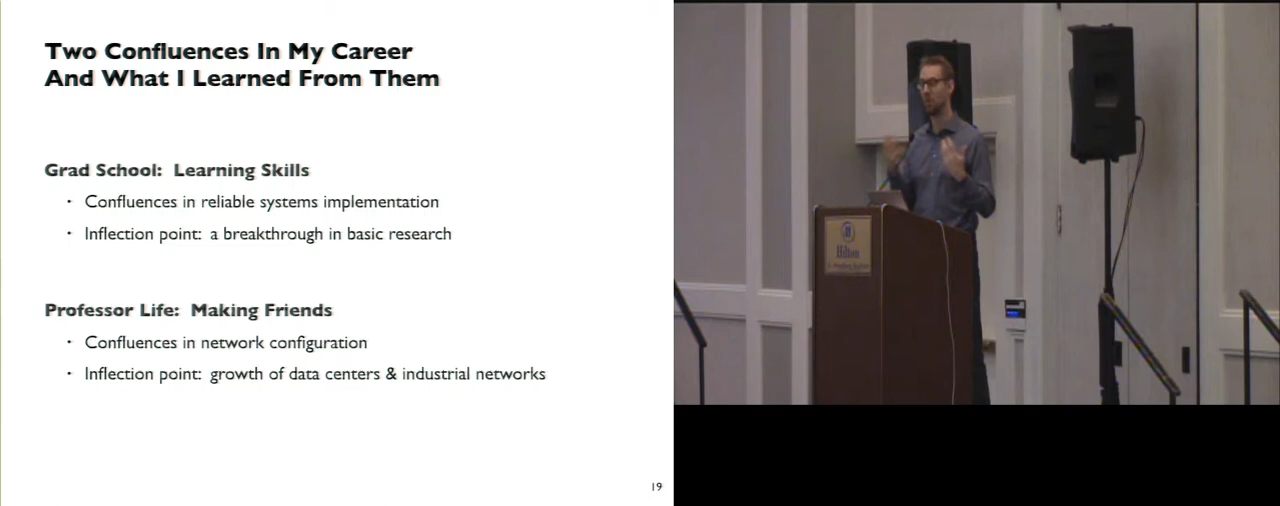 Two Confluences In My Career
And What I Learned From Them
Grad School: Learning Skills
· Confluences in reliable systems implementation
· Inflection point: a breakthrough in basic research
Professor Life: Making Friends
· Confluences in network configuration
· Inflection point: growth of data centers & industrial networks
19
Hilton